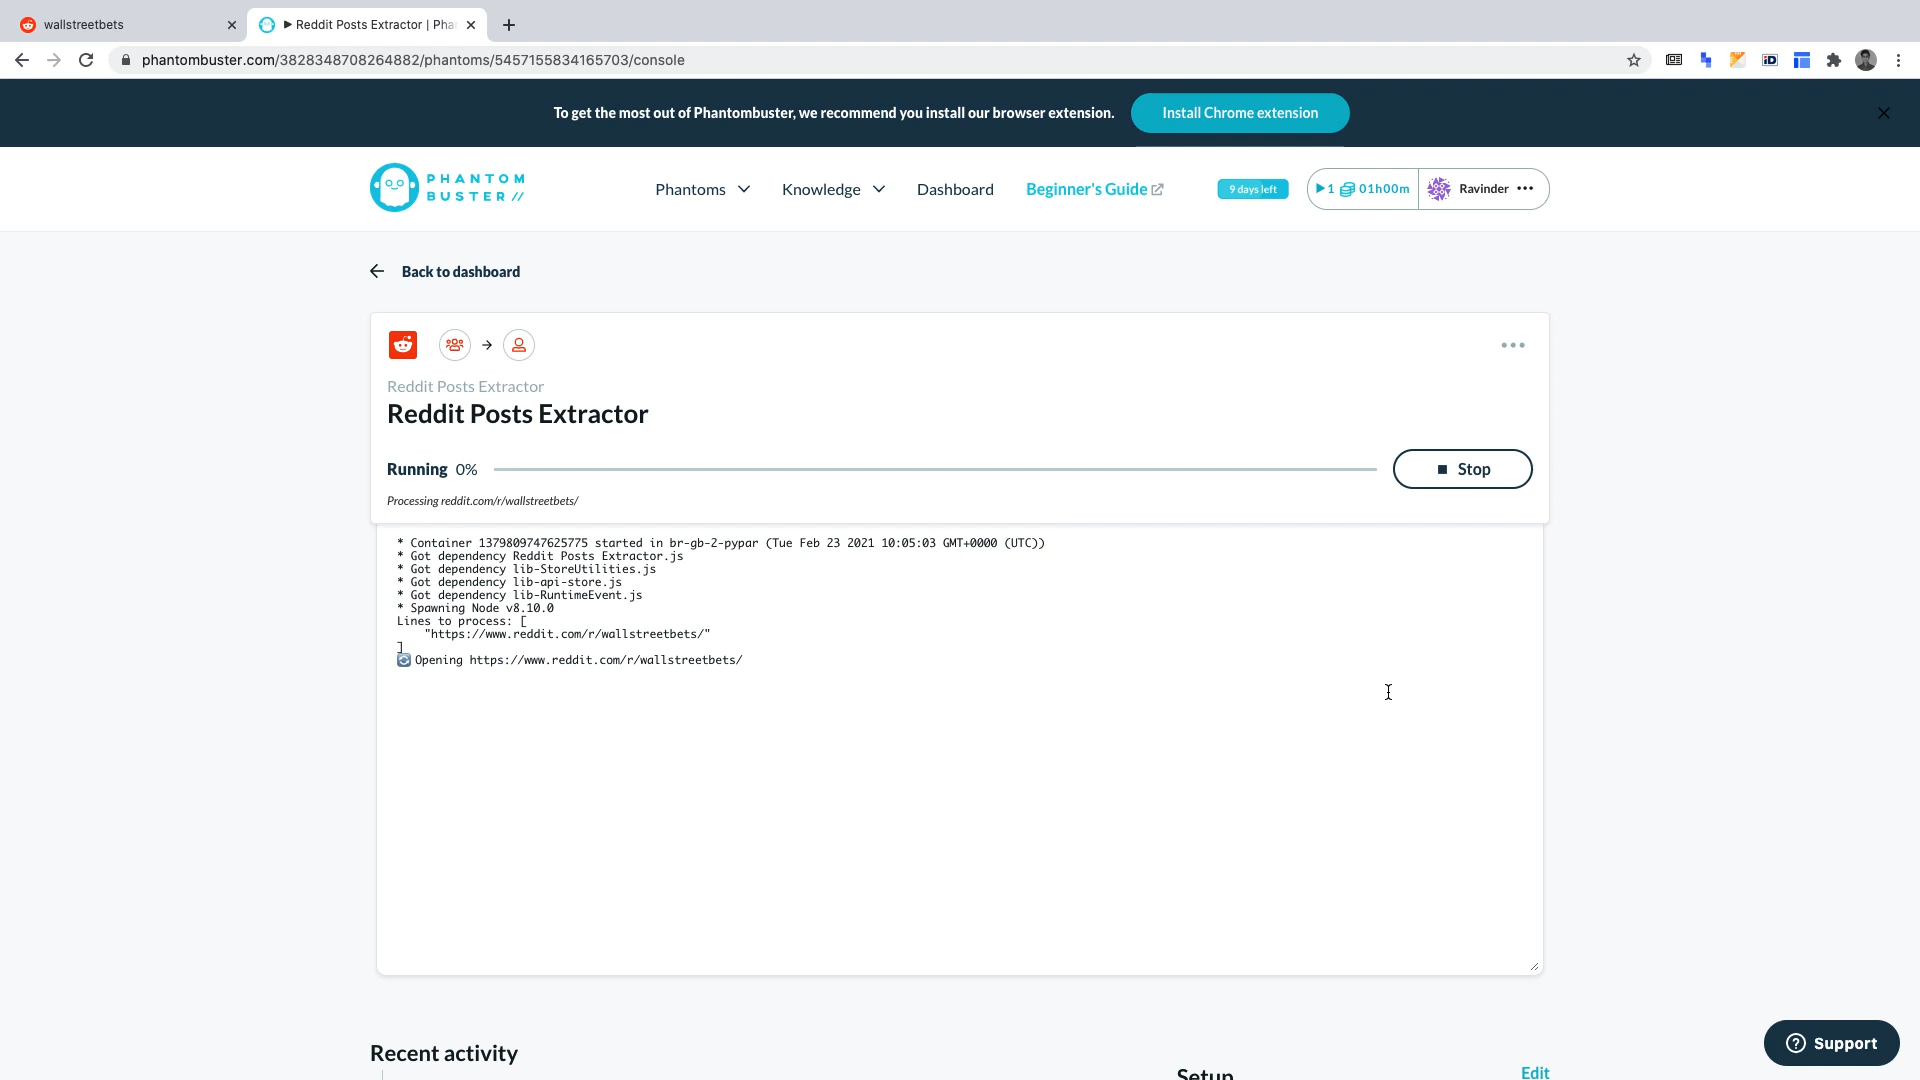 wallstreetbets
▶ Reddit Posts Extractor | Pha
phantombuster.com/3828348708264882/phantoms/5457155834165703/console
To get the most out of Phantombuster, we recommend you install our browser extension.
Install Chrome extension
PHANTOM
BUSTER //
Phantoms
Knowledge
Dashboard
Beginner's Guide
9 days left
1
01h00m
Ravinder
Back to dashboard
Reddit Posts Extractor
Reddit Posts Extractor
Running 0%
Stop
Processing reddit.com/r/wallstreetbets/
* Container 1379809747625775 started in br-gb-2-pypar (Tue Feb 23 2021 10:05:03 GMT+0000 (UTC))
* Got dependency Reddit Posts Extractor.js
* Got dependency lib-StoreUtilities.js
* Got dependency lib-api-store.js
* Got dependency lib-RuntimeEvent.js
* Spawning Node v8.10.0
Lines to process: [
"https://www.reddit.com/r/wallstreetbets/"
]
Opening https://www.reddit.com/r/wallstreetbets/
Recent activity
Setup
Edit
Support